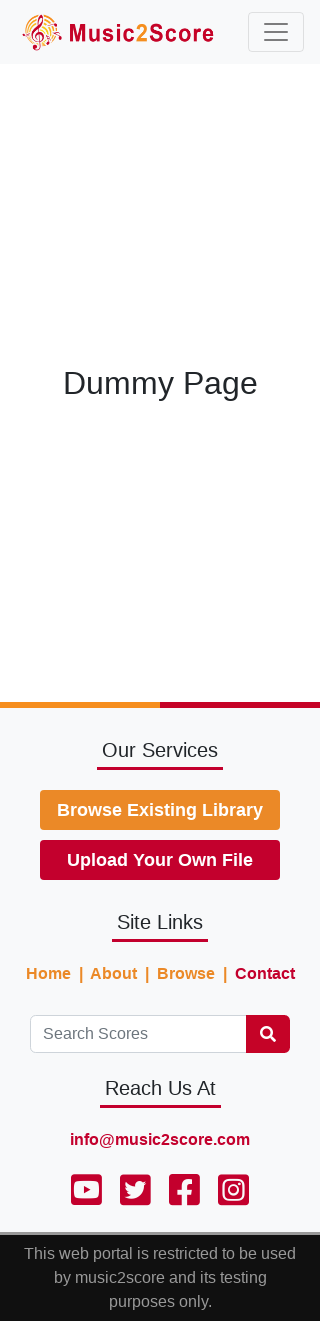 Music2Score
Dummy Page
Our Services
Browse Existing Library
Upload Your Own File
Site Links
Home | About | Browse | Contact
Search Scores
Reach Us At
info@music2score.com
This web portal is restricted to be used
by music2score and its testing
purposes only.